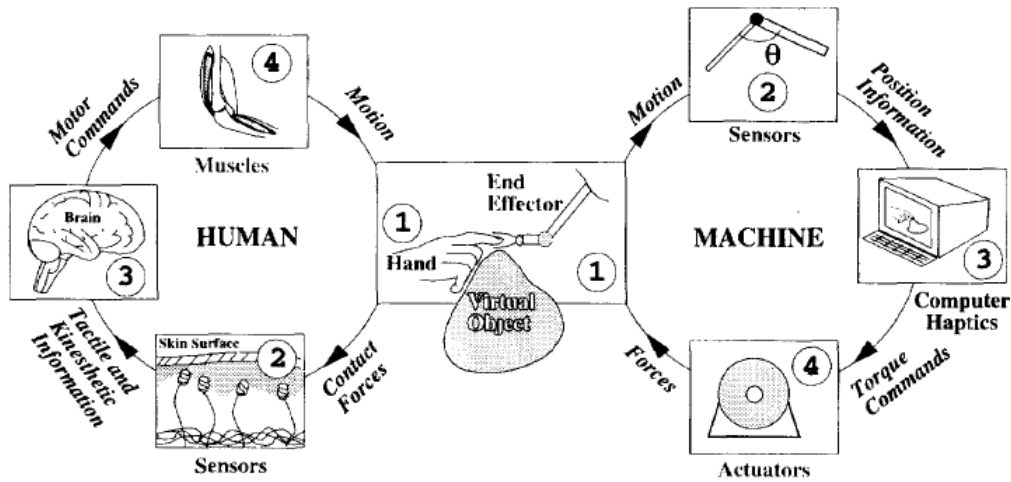 4
Motor
Commands
Motion
Muscles
Brain
3
HUMAN
1
Hand
End
Effector
1
Virtual
Object
Skin Surface
2
Tactile and
Kinesthetic
Information
Contact
Forces
Sensors
θ
2
Sensors
Motion
Position
Information
MACHINE
3
Computer
Haptics
Forces
4
Torque
Commands
Actuators